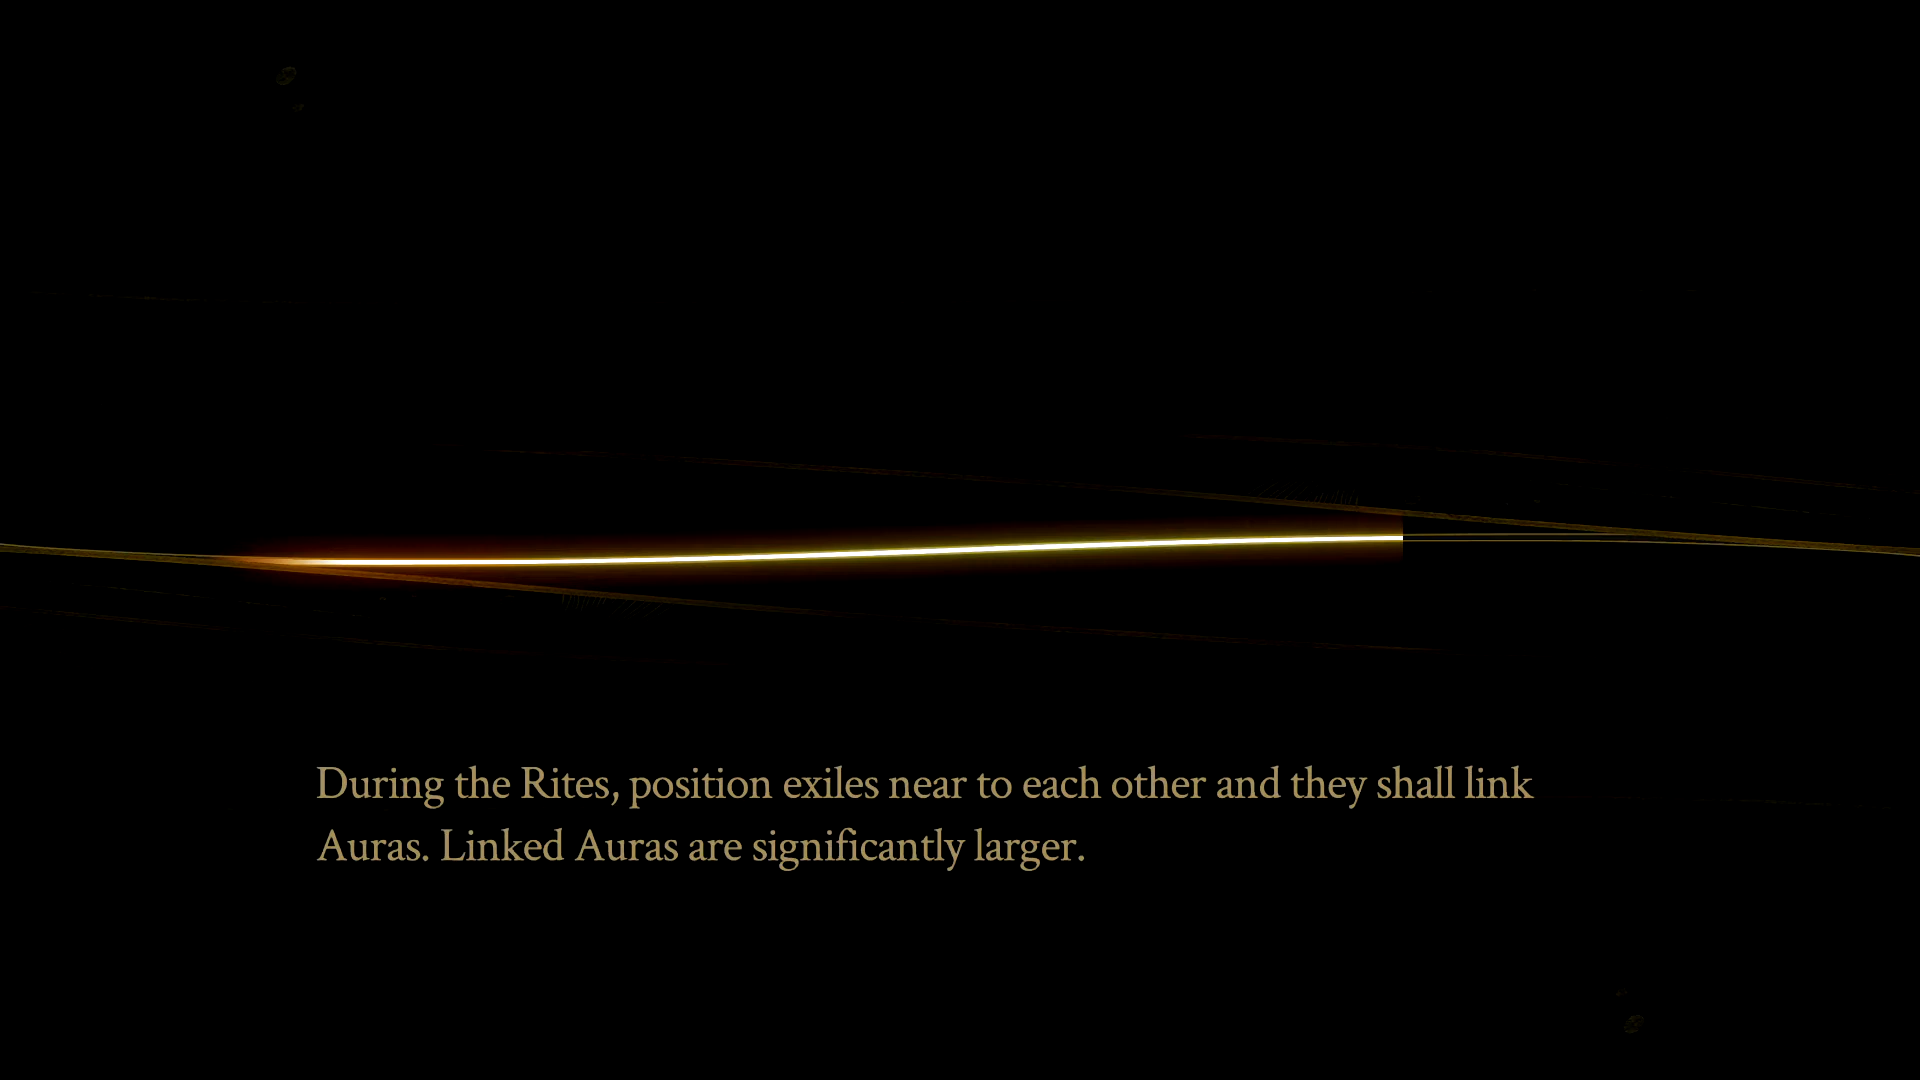 During the Rites, position exiles near to each other and they shall link
Auras. Linked Auras are significantly larger.